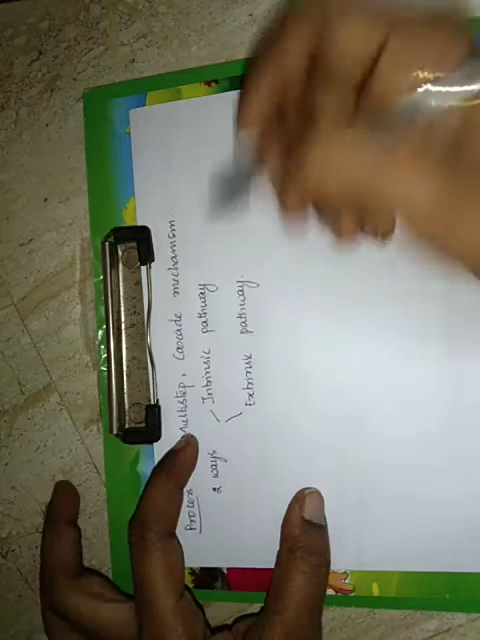 Process Multistep, Cascade mechanism.
2 ways Intrinsic pathway
Extrinsic pathway.